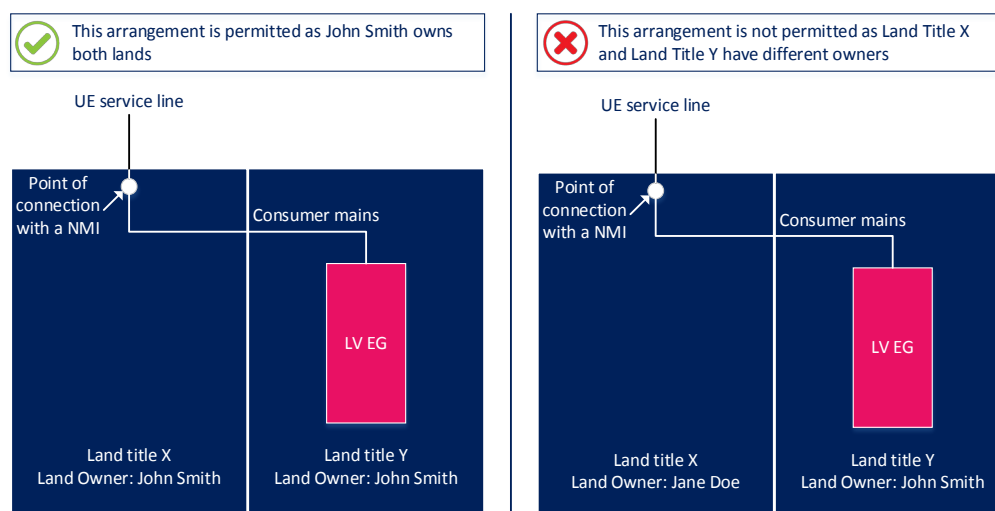 This arrangement is permitted as John Smith owns
both lands
UE service line
Point of
connection
with a NMI
Consumer mains
LV EG
Land title X
Land Owner: John Smith
Land title Y
Land Owner: John Smith
This arrangement is not permitted as Land Title X
and Land Title Y have different owners
UE service line
Point of
connection
with a NMI
Consumer mains
LV EG
Land title X
Land Owner: Jane Doe
Land title Y
Land Owner: John Smith